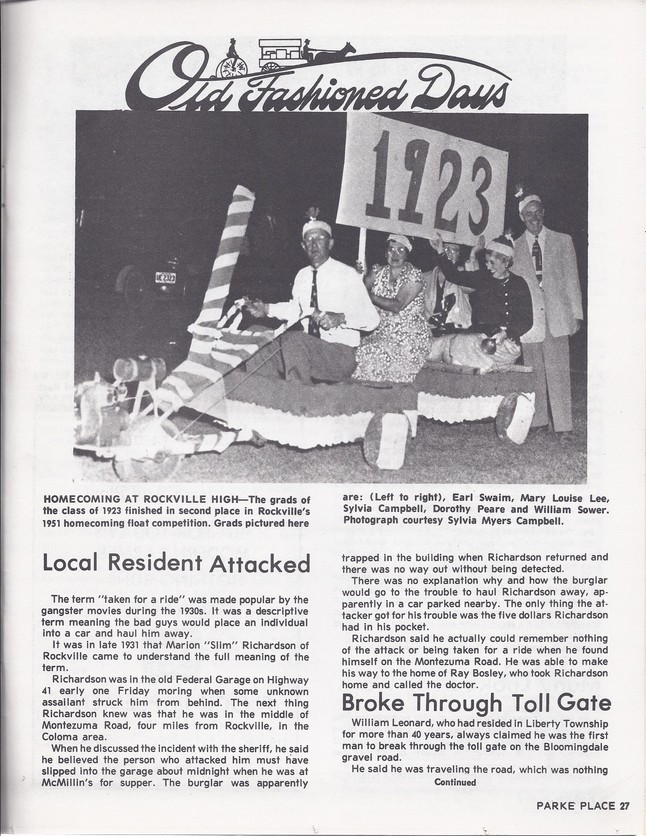 Old Fashioned Days
1923
HOMECOMING AT ROCKVILLE HIGH—The grads of
the class of 1923 finished in second place in Rockville's
1951 homecoming float competition. Grads pictured here
are: (Left to right), Earl Swaim, Mary Louise Lee,
Sylvia Campbell, Dorothy Peare and William Sower.
Photograph courtesy Sylvia Myers Campbell.
Local Resident Attacked
The term "taken for a ride" was made popular by the
gangster movies during the 1930s. It was a descriptive
term meaning the bad guys would place an individual
into a car and haul him away.
It was in late 1931 that Marion "Slim" Richardson of
Rockville came to understand the full meaning of the
term.
Richardson was in the old Federal Garage on Highway
41 early one Friday moring when some unknown
assailant struck him from behind. The next thing
Richardson knew was that he was in the middle of
Montezuma Road, four miles from Rockville, in the
Coloma area.
When he discussed the incident with the sheriff, he said
he believed the person who attacked him must have
slipped into the garage about midnight when he was at
McMillin's for supper. The burglar was apparently
trapped in the building when Richardson returned and
there was no way out without being detected.
There was no explanation why and how the burglar
would go to the trouble to haul Richardson away, ap-
parently in a car parked nearby. The only thing the at-
tacker got for his trouble was the five dollars Richardson
had in his pocket.
Richardson said he actually could remember nothing
of the attack or being taken for a ride when he found
himself on the Montezuma Road. He was able to make
his way to the home of Ray Bosley, who took Richardson
home and called the doctor.
Broke Through Toll Gate
William Leonard, who had resided in Liberty Township
for more than 40 years, always claimed he was the first
man to break through the toll gate on the Bloomingdale
gravel road.
He said he was traveling the road, which was nothing
Continued
PARKE PLACE 27